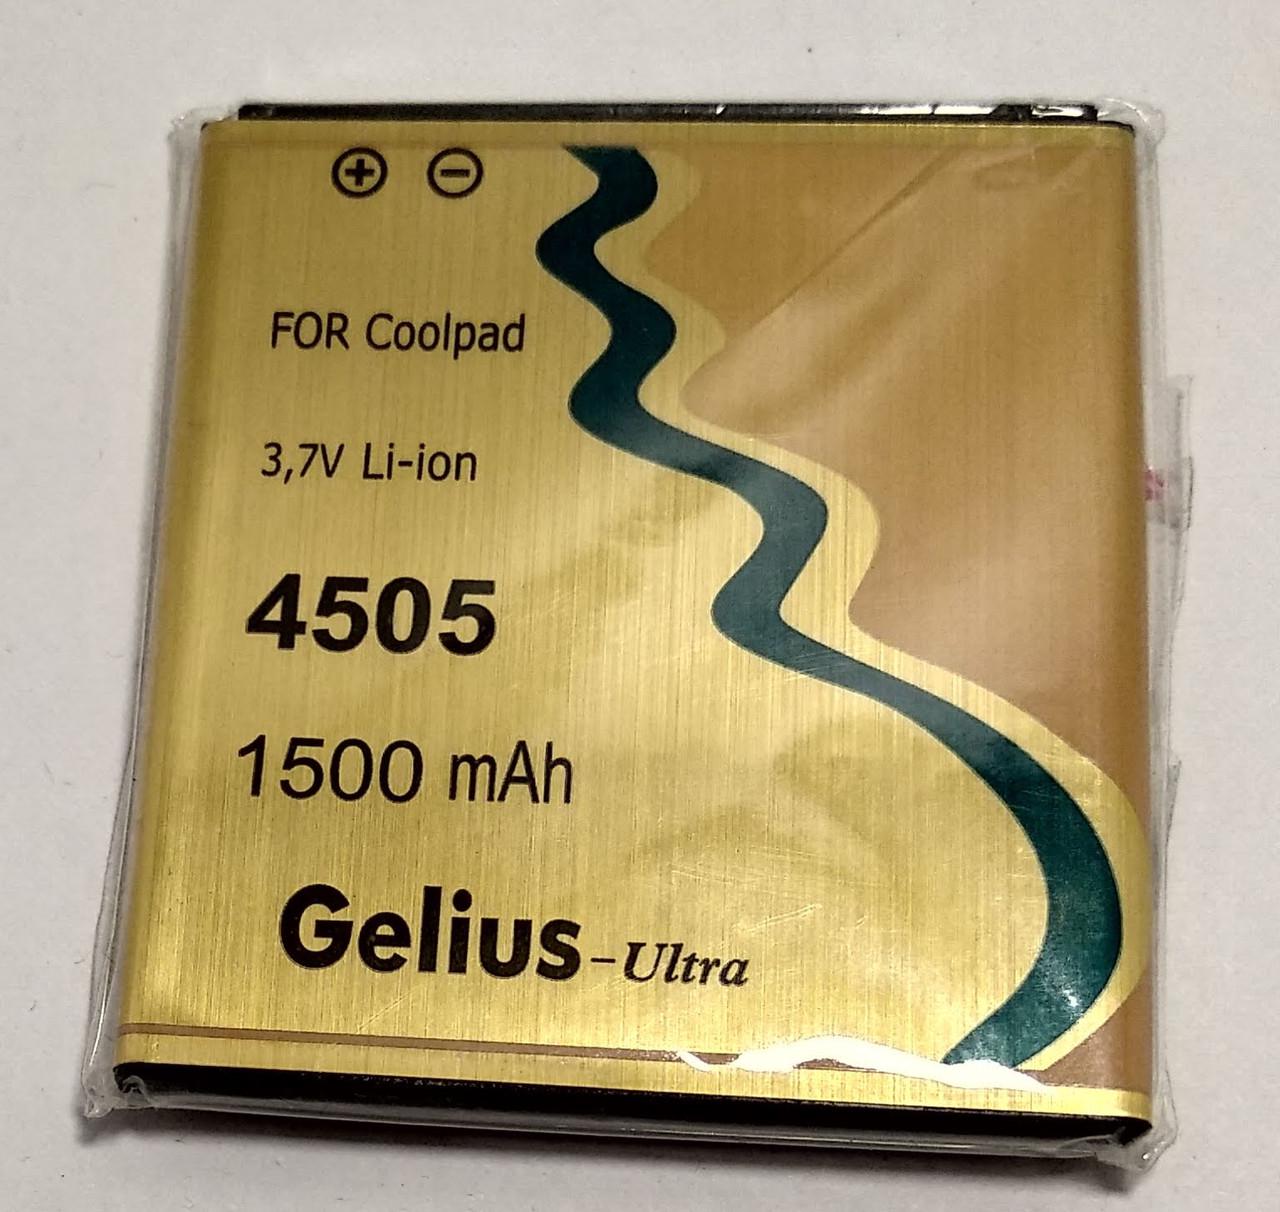 ⊕ ⊖
FOR Coolpad
3,7V Li-ion
4505
1500 mAh
Gelius-Ultra